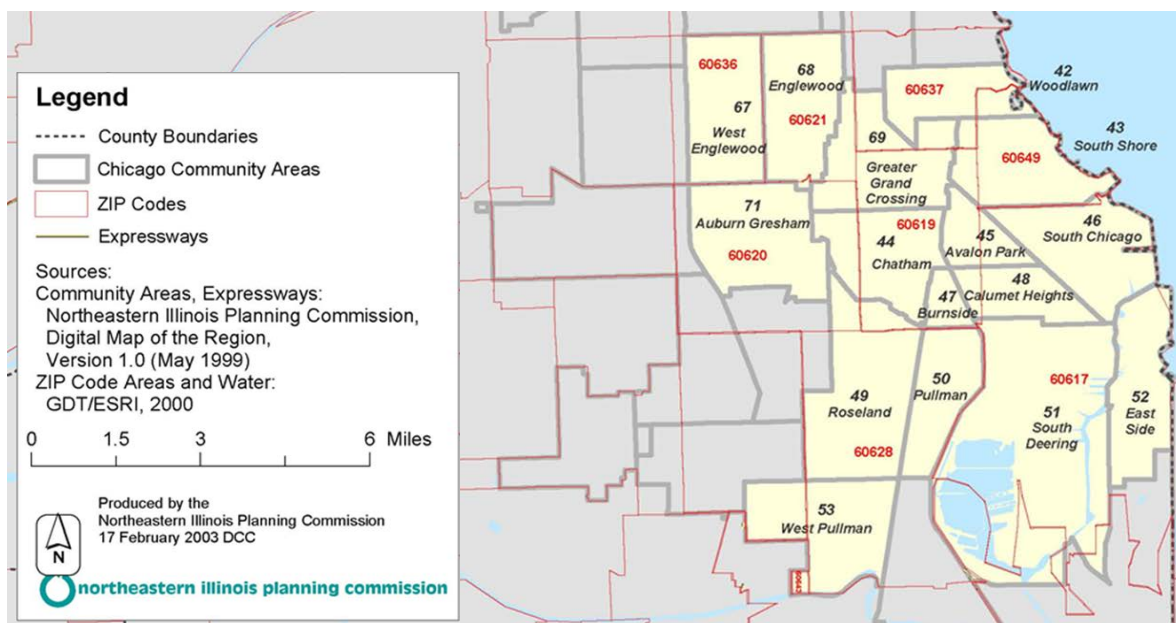 Legend
County Boundaries
Chicago Community Areas
ZIP Codes
Expressways
Sources:
Community Areas, Expressways:
Northeastern Illinois Planning Commission,
Digital Map of the Region,
Version 1.0 (May 1999)
ZIP Code Areas and Water:
GDT/ESRI, 2000
0 1.5 3 6 Miles
Produced by the
Northeastern Illinois Planning Commission
17 February 2003 DCC
N
northeastern illinois planning commission
60636
67
West
Englewood
68
Englewood
60621
60637
42
Woodlawn
43
South Shore
69
Greater
Grand
Crossing
60649
71
Auburn Gresham
60620
60619
44
Chatham
45
Avalon Park
46
South Chicago
47
Burnside
48
Calumet Heights
49
Roseland
60628
50
Pullman
60617
51
South
Deering
52
East
Side
53
West Pullman